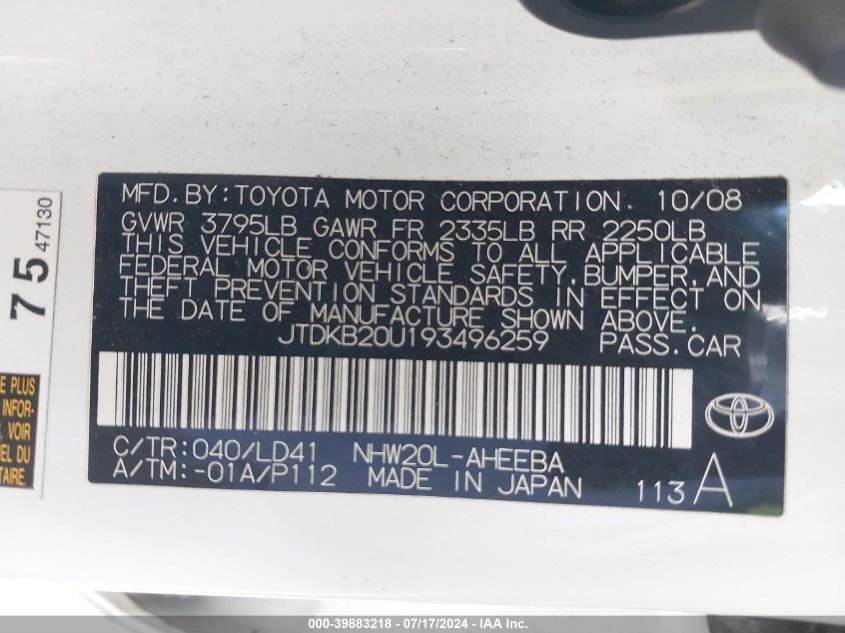 MFD.BY:TOYOTA MOTOR CORPORATION 10/08
GVWR 3795LB GAWR FR 2335LB RR 2250LB
THIS VEHICLE CONFORMS TO ALL APPLICABLE
FEDERAL MOTOR VEHICLE SAFETY,BUMPER,AND
THEFT PREVENTION STANDARDS IN EFFECT ON
THE DATE OF MANUFACTURE SHOWN ABOVE.
JTDKB20U193496259 PASS.CAR
C/TR:040/LD41 NHW20L-AHEEBA
A/TM:-01A/P112 MADE IN JAPAN 113A
75 47130
E PLUS
INFOR-
, VOIR
EL DU
TAIRE.
000-39883218 - 07/17/2024 - IAAI Inc.